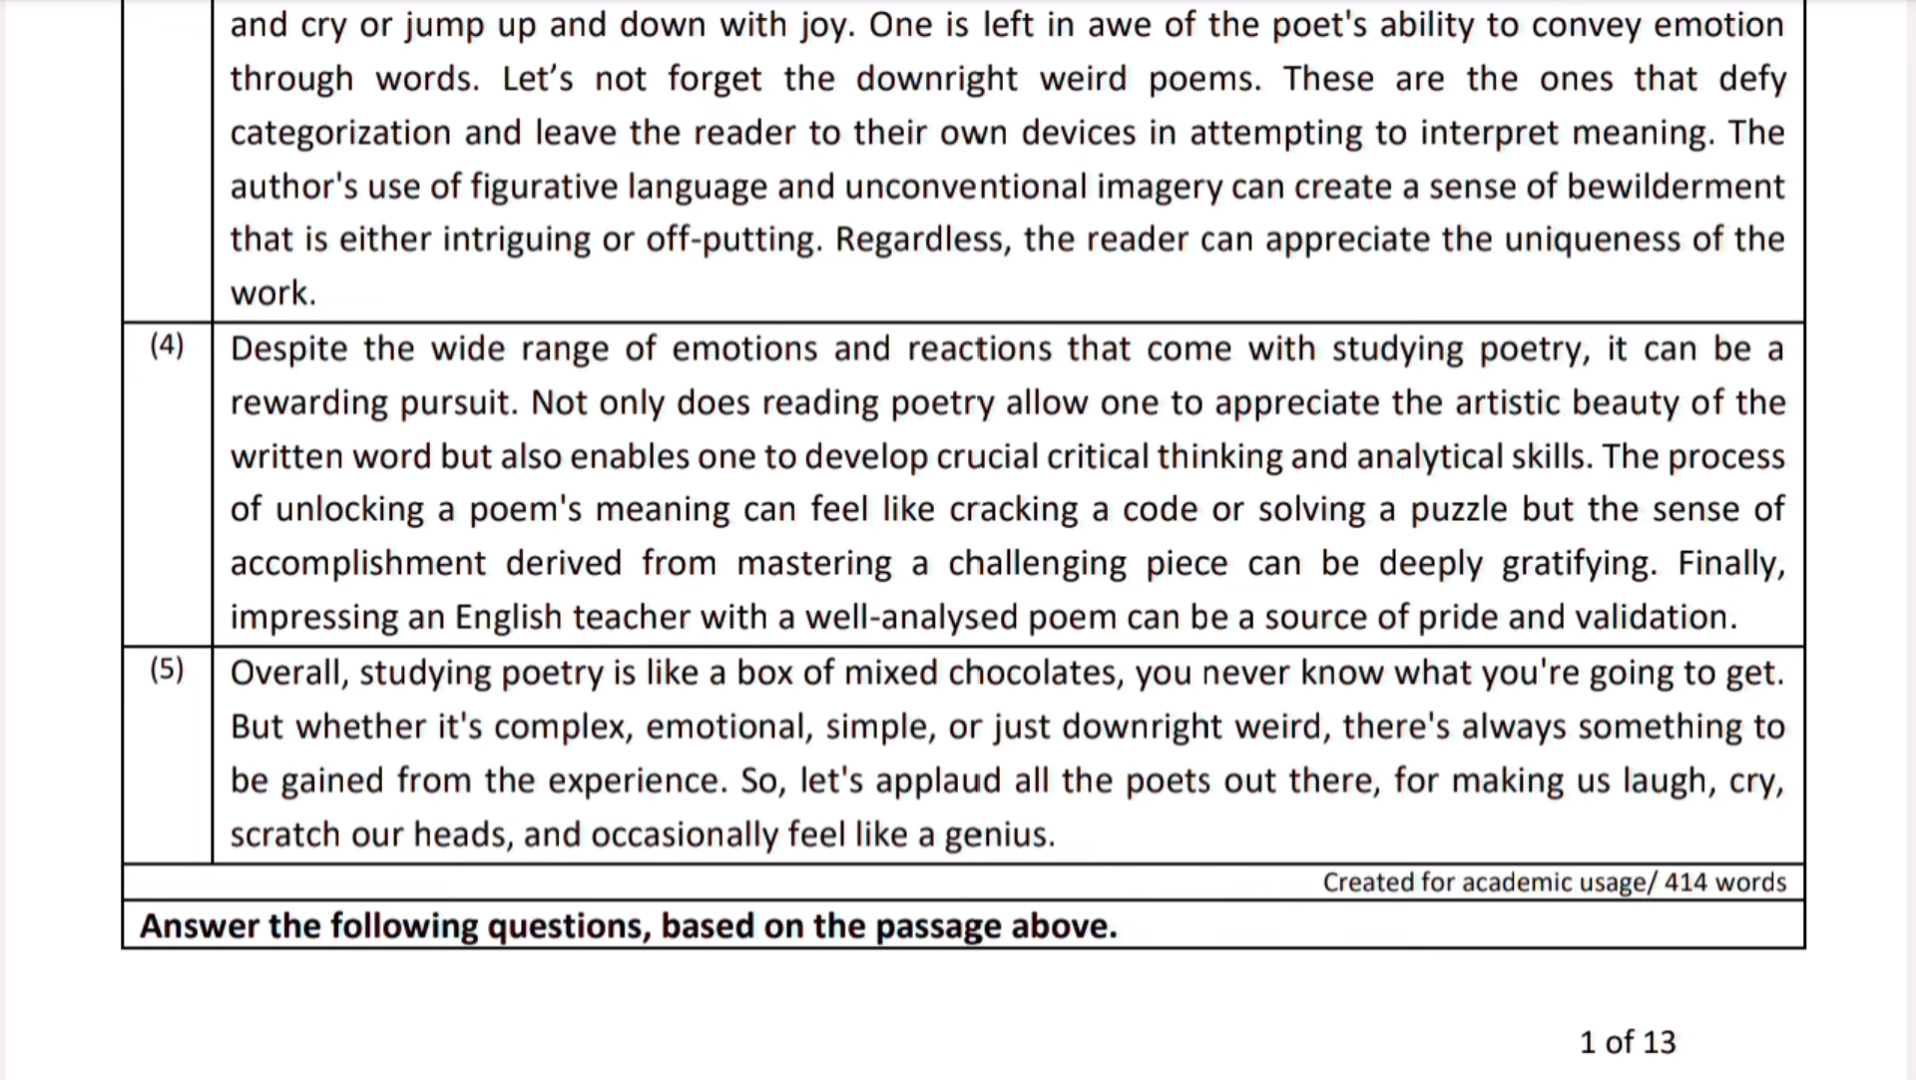 and cry or jump up and down with joy. One is left in awe of the poet's ability to convey emotion
through words. Let’s not forget the downright weird poems. These are the ones that defy
categorization and leave the reader to their own devices in attempting to interpret meaning. The
author's use of figurative language and unconventional imagery can create a sense of bewilderment
that is either intriguing or off-putting. Regardless, the reader can appreciate the uniqueness of the
work.
(4) Despite the wide range of emotions and reactions that come with studying poetry, it can be a
rewarding pursuit. Not only does reading poetry allow one to appreciate the artistic beauty of the
written word but also enables one to develop crucial critical thinking and analytical skills. The process
of unlocking a poem's meaning can feel like cracking a code or solving a puzzle but the sense of
accomplishment derived from mastering a challenging piece can be deeply gratifying. Finally,
impressing an English teacher with a well-analysed poem can be a source of pride and validation.
(5) Overall, studying poetry is like a box of mixed chocolates, you never know what you're going to get.
But whether it's complex, emotional, simple, or just downright weird, there's always something to
be gained from the experience. So, let's applaud all the poets out there, for making us laugh, cry,
scratch our heads, and occasionally feel like a genius.
Created for academic usage/ 414 words
Answer the following questions, based on the passage above.
1 of 13